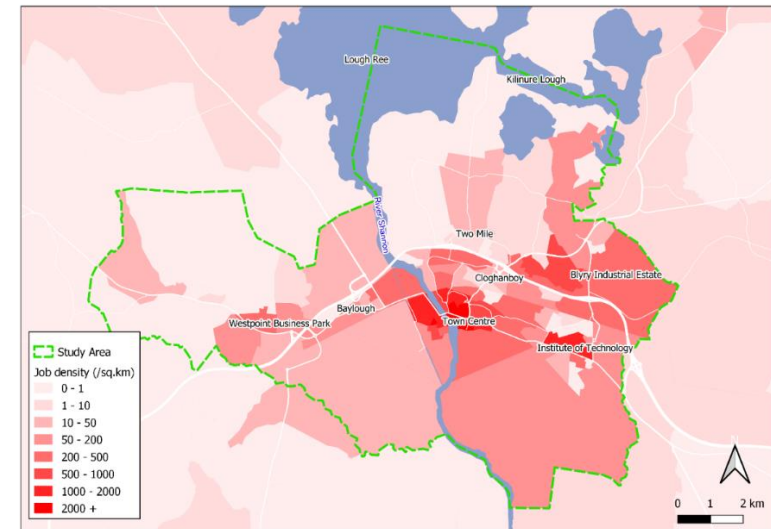 Lough Ree
Kilinure Lough
River Shannon
Two Mile
Cloghanboy
Blyry Industrial Estate
Baylough
Westpoint Business Park
Town Centre
Institute of Technology
Study Area
Job density (/sq.km)
0 - 1
1 - 10
10 - 50
50 - 200
200 - 500
500 - 1000
1000 - 2000
2000 +
0 1 2 km